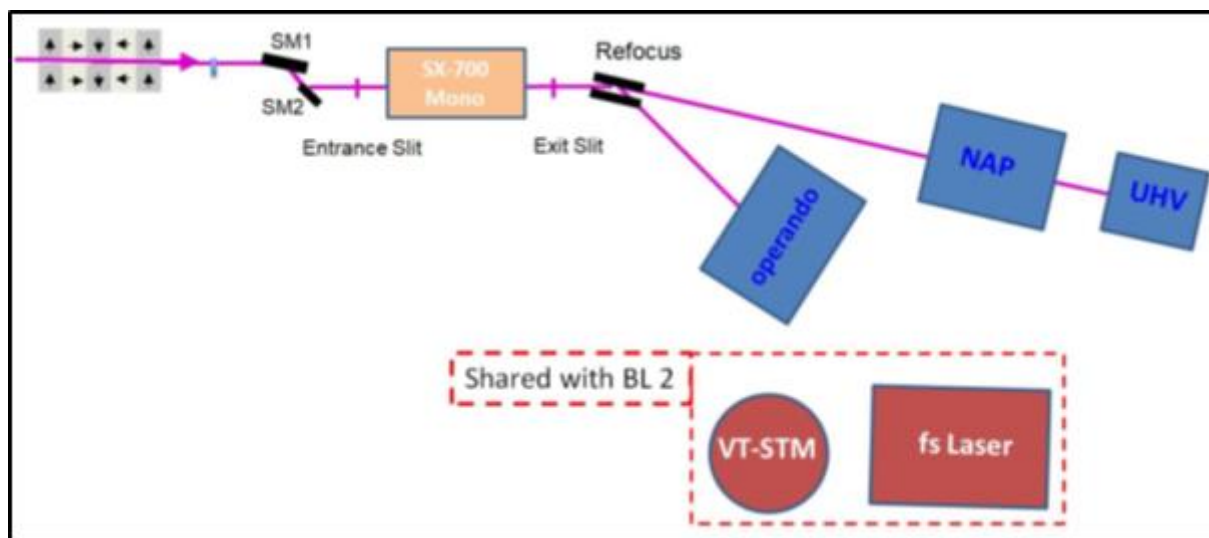 SM1
SM2
Entrance Slit
SX-700
Mono
Exit Slit
Refocus
operando
NAP
UHV
Shared with BL 2
VT-STM
fs Laser